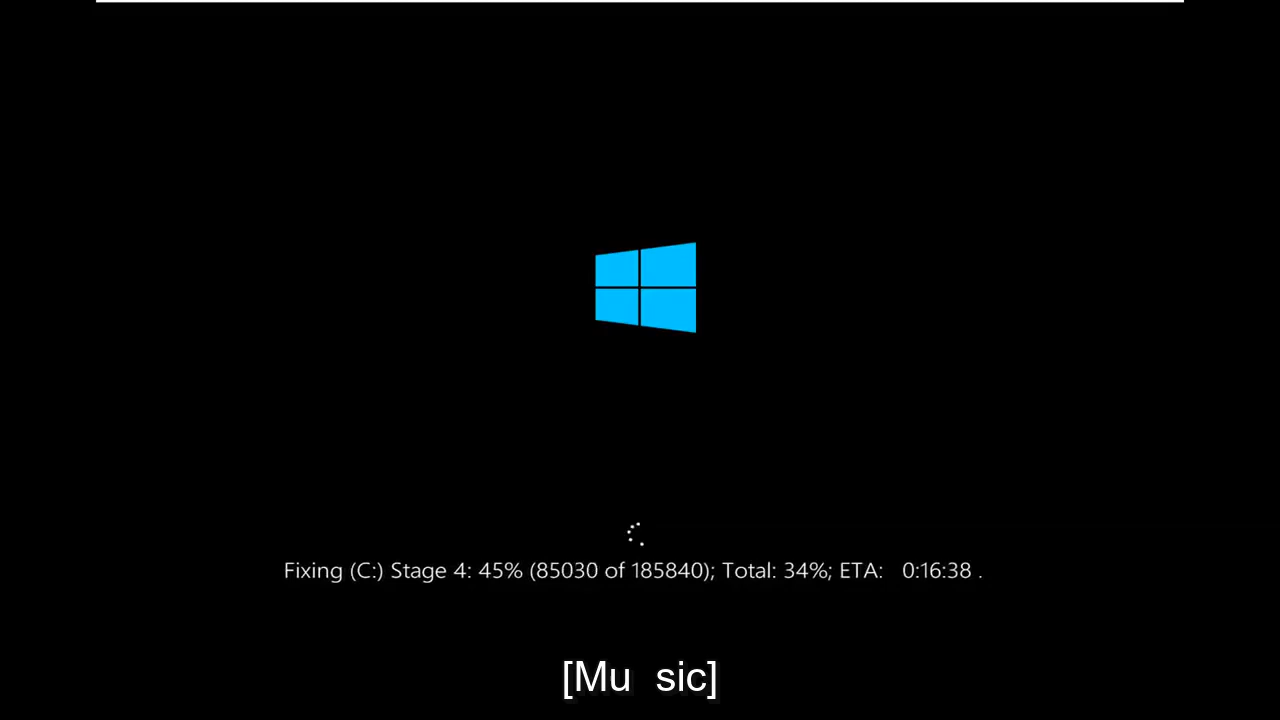 Fixing (C:) Stage 4: 45% (85030 of 185840); Total: 34%; ETA:   0:16:38 .
[Mu  sic]